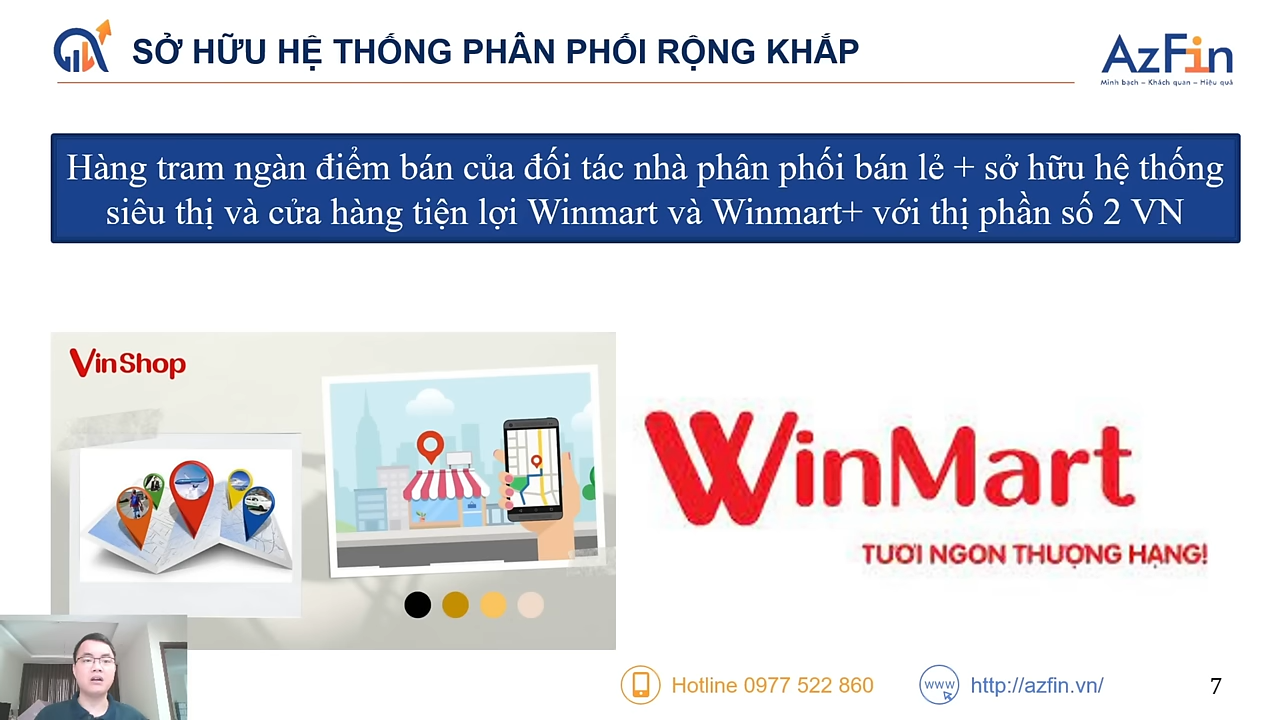 SỞ HỮU HỆ THỐNG PHÂN PHỐI RỘNG KHẮP
AzFin
Minh bạch – Khách quan – Hiệu quả
Hàng tram ngàn điểm bán của đối tác nhà phân phối bán lẻ + sở hữu hệ thống
siêu thị và cửa hàng tiện lợi Winmart và Winmart+ với thị phần số 2 VN
VinShop
WinMart
TƯƠI NGON THƯỢNG HẠNG!
Hotline 0977 522 860
www
http://azfin.vn/
7